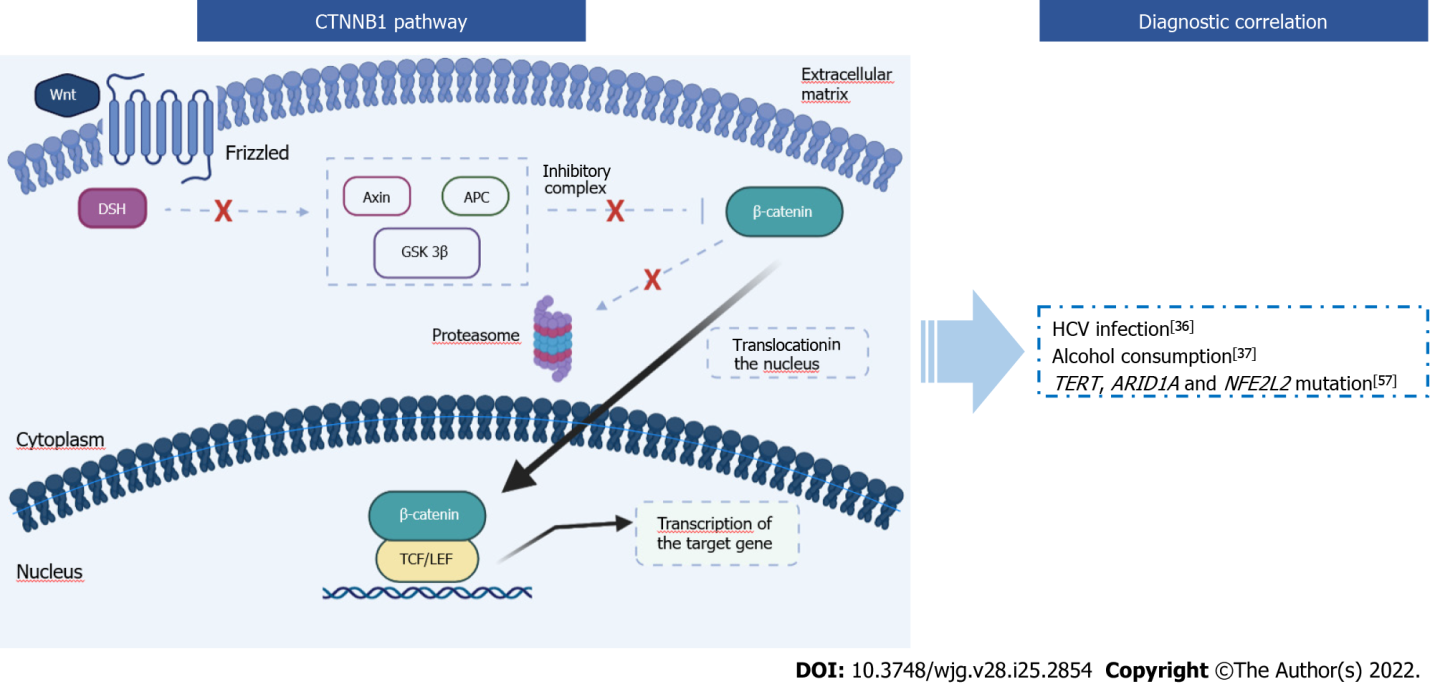 CTNNB1 pathway
Diagnostic correlation
Wnt
Extracellular
matrix
Frizzled
DSH
X
Axin
APC
GSK 3β
Inhibitory
complex
X
β-catenin
X
Proteasome
Translocationin
the nucleus
HCV infection[36]
Alcohol consumption[37]
TERT, ARID1A and NFE2L2 mutation[57]
Cytoplasm
β-catenin
TCF/LEF
Transcription of
the target gene
Nucleus
DOI: 10.3748/wjg.v28.i25.2854 Copyright ©The Author(s) 2022.